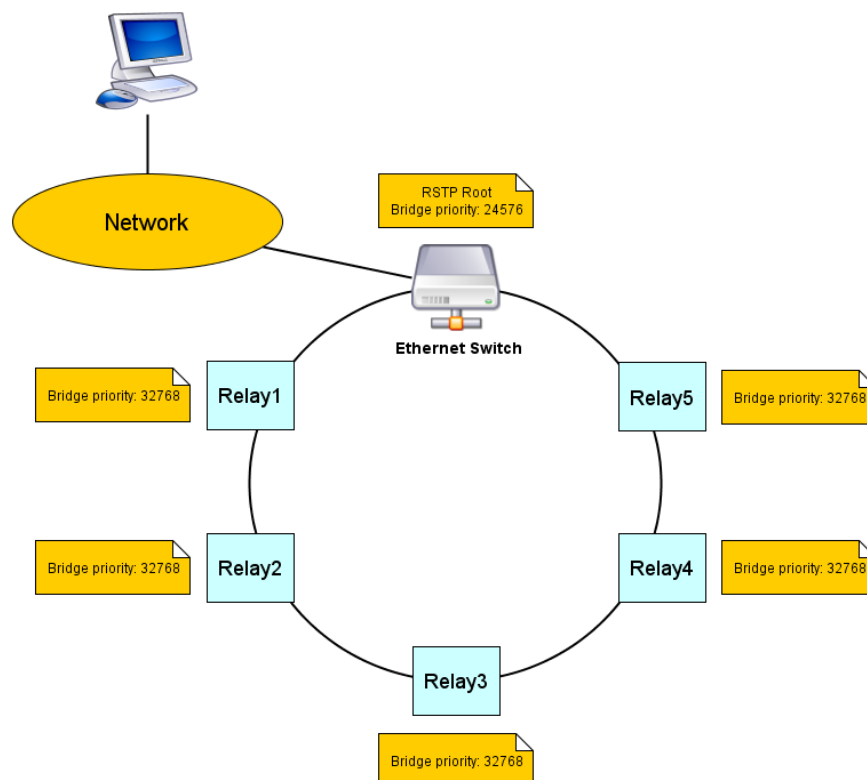 RSTP Root
Bridge priority: 24576
Network
Ethernet Switch
Bridge priority: 32768
Relay1
Relay5
Bridge priority: 32768
Bridge priority: 32768
Relay2
Relay4
Bridge priority: 32768
Relay3
Bridge priority: 32768